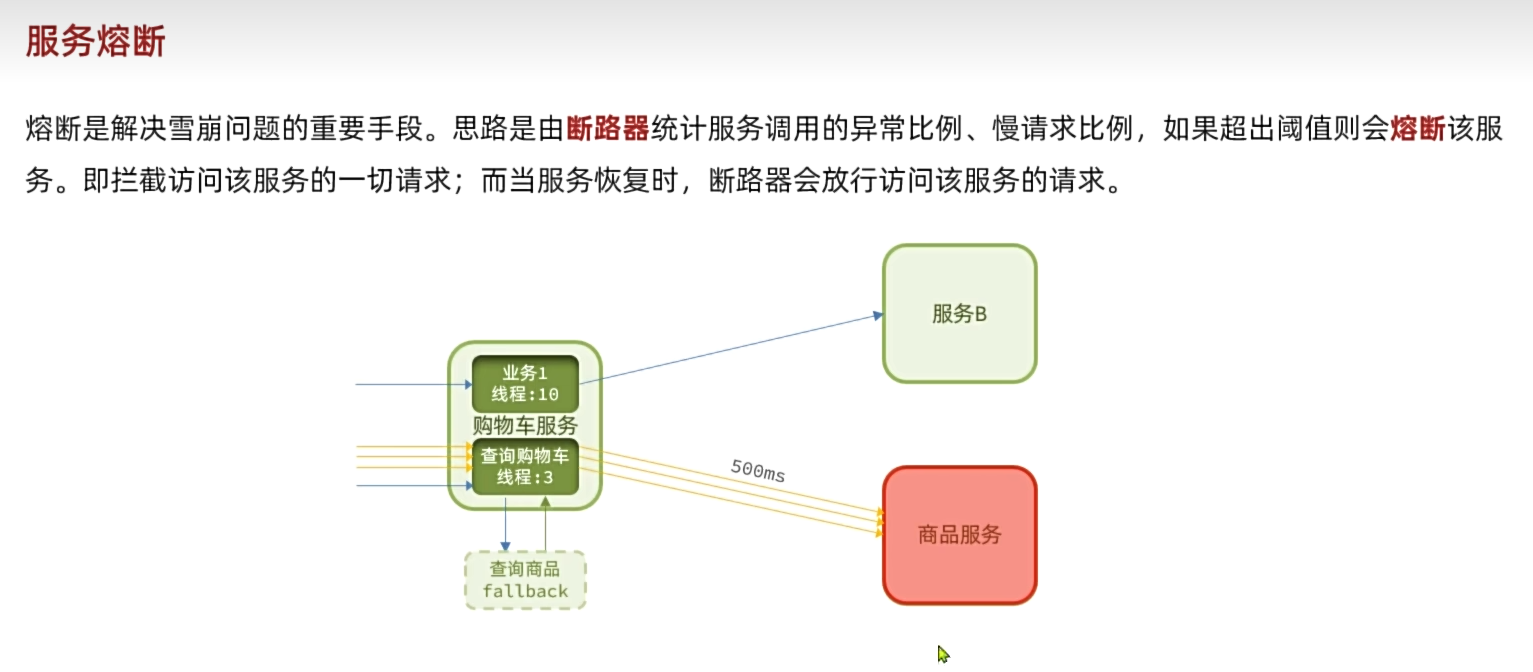 服务熔断
熔断是解决雪崩问题的重要手段。思路是由断路器统计服务调用的异常比例、慢请求比例，如果超出阈值则会熔断该服
务。即拦截访问该服务的一切请求；而当服务恢复时，断路器会放行访问该服务的请求。
服务B
业务1
线程:10
购物车服务
查询购物车
线程:3
500ms
商品服务
查询商品
fallback